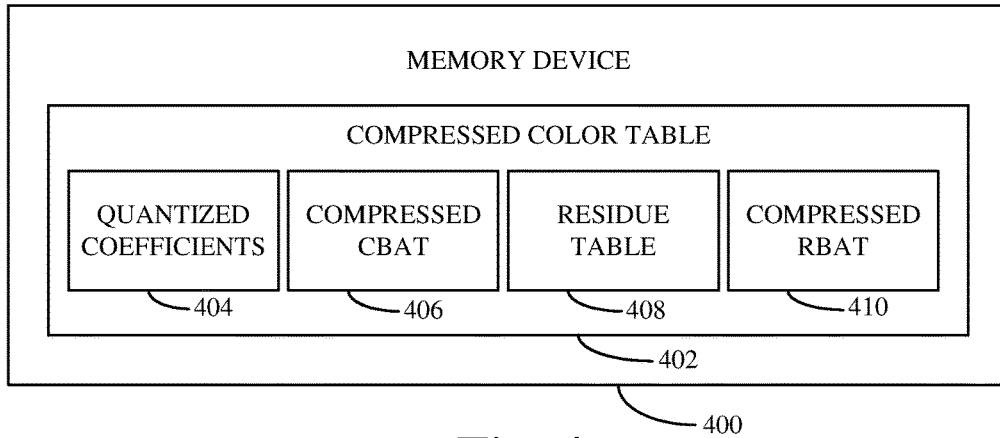 MEMORY DEVICE
COMPRESSED COLOR TABLE
QUANTIZED
COEFFICIENTS
COMPRESSED
CBAT
RESIDUE
TABLE
COMPRESSED
RBAT
404
406
408
410
402
400